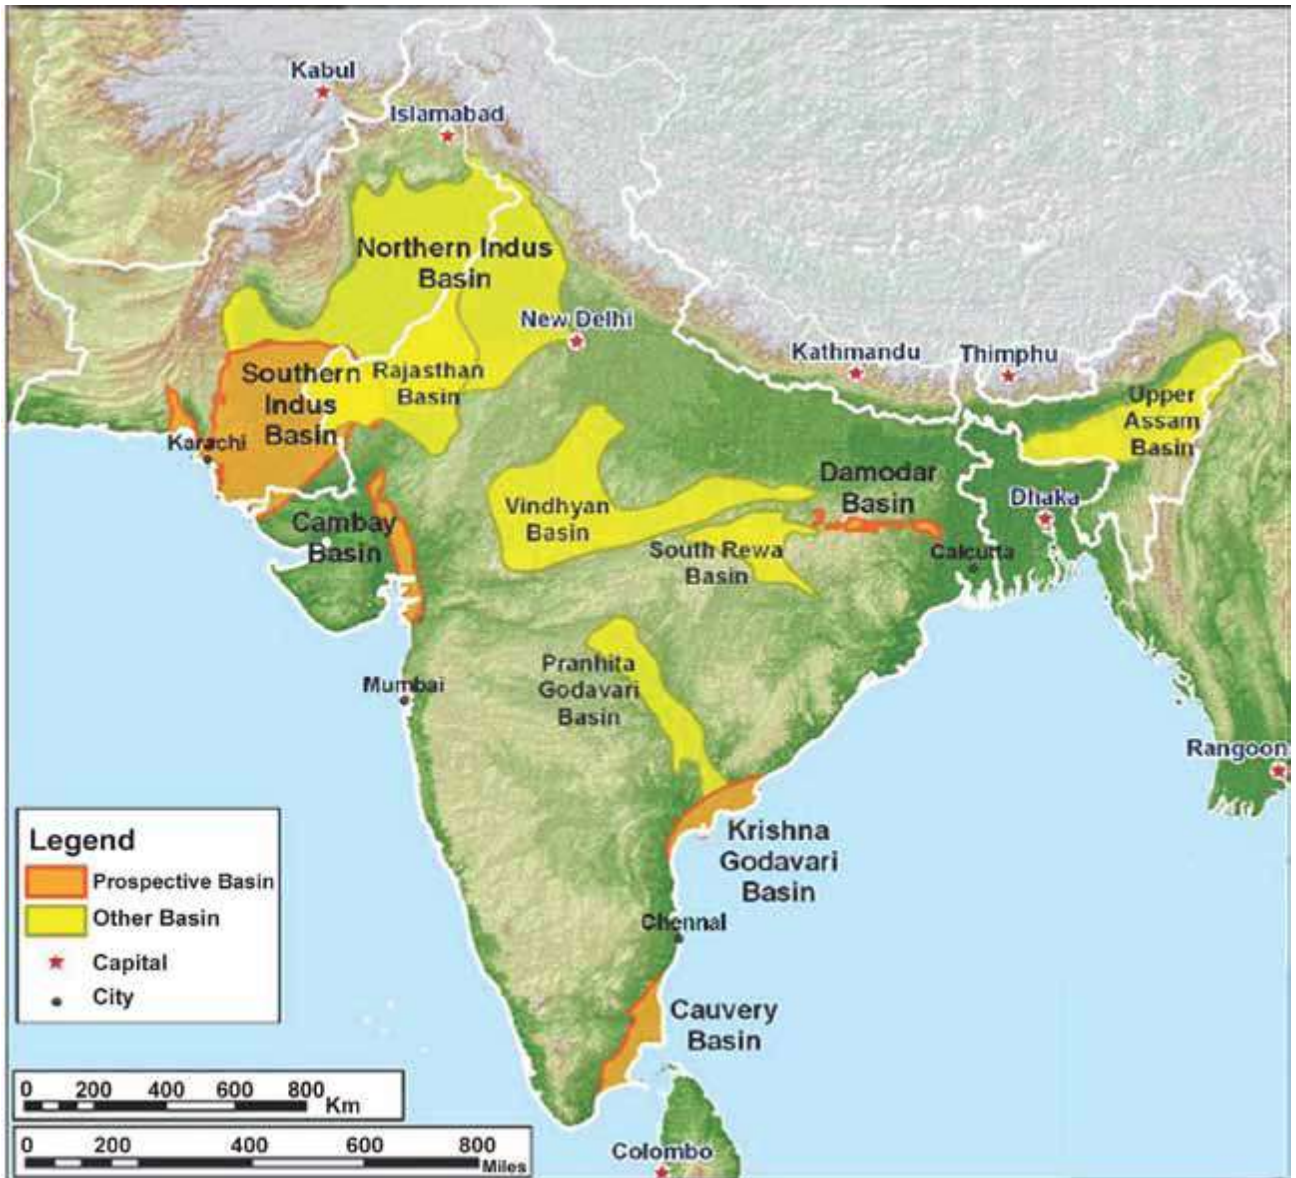 Kabul
Islamabad
Northern Indus
Basin
New Delhi
Southern
Indus
Basin
Rajasthan
Basin
Karachi
Kathmandu
Thimphu
Upper
Assam
Basin
Damodar
Basin
Dhaka
Calcutta
Cambay
Basin
Vindhyan
Basin
South Rewa
Basin
Pranhita
Godavari
Basin
Mumbai
Rangoon
Krishna
Godavari
Basin
Chennal
Cauvery
Basin
Colombo
Legend
Prospective Basin
Other Basin
Capital
City
0 200 400 600 800
Km
0 200 400 600 800
Miles